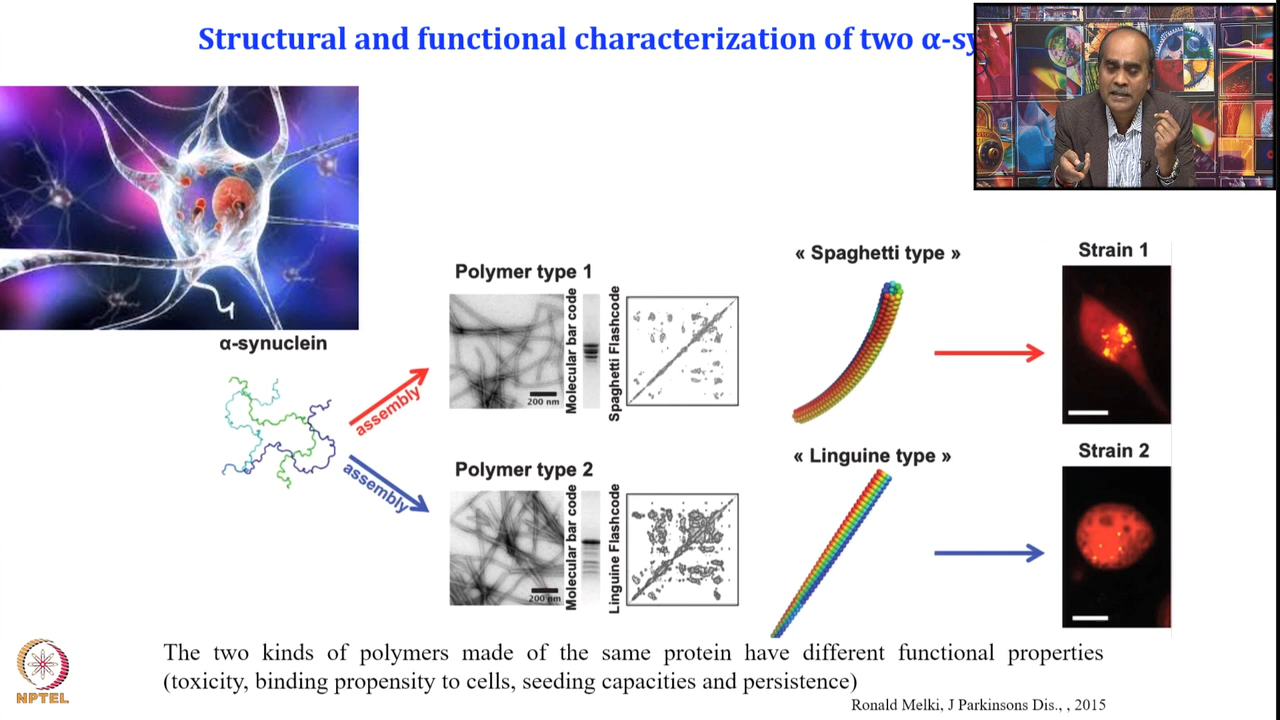 Structural and functional characterization of two α-sy
« Spaghetti type »
Strain 1
Polymer type 1
Molecular bar code
Spaghetti Flashcode
200 nm
α-synuclein
assembly
assembly
« Linguine type »
Strain 2
Polymer type 2
Molecular bar code
Linguine Flashcode
200 nm
The two kinds of polymers made of the same protein have different functional properties
(toxicity, binding propensity to cells, seeding capacities and persistence)
NPTEL
Ronald Melki, J Parkinsons Dis., , 2015